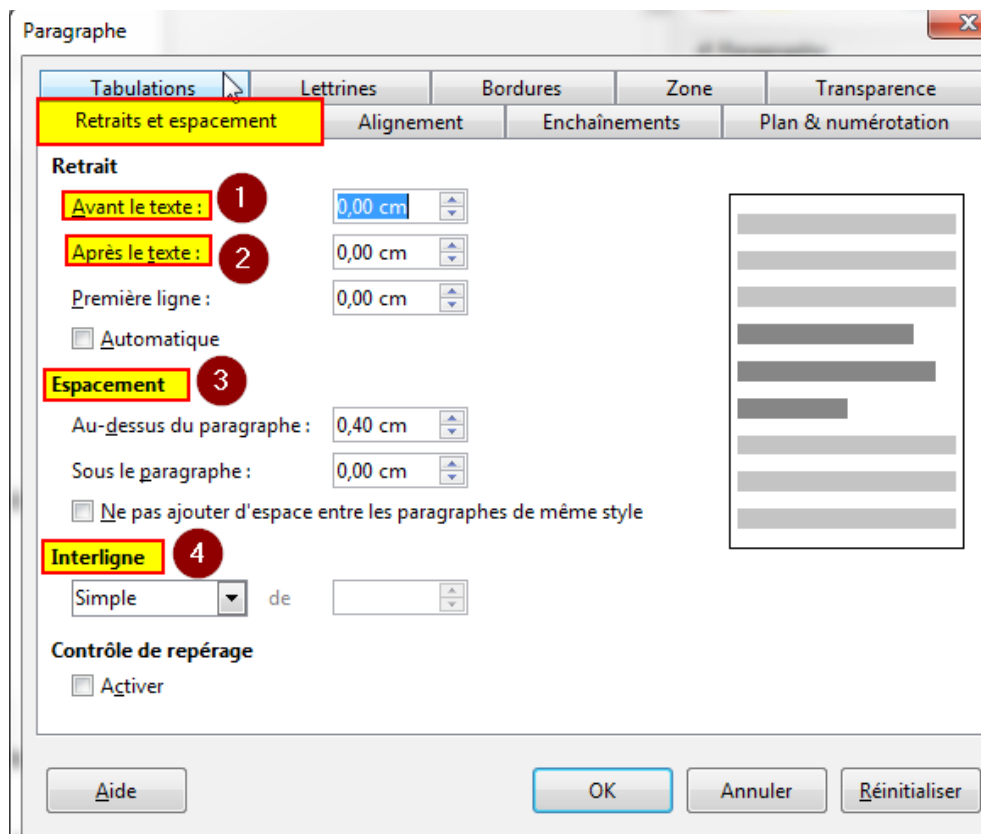 Paragraphe
Tabulations Lettrines Bordures Zone Transparence
Retraits et espacement Alignement Enchaînements Plan & numérotation
Retrait
Avant le texte : 1 0,00 cm
Après le texte : 2 0,00 cm
Première ligne : 0,00 cm
Automatique
Espacement 3
Au-dessus du paragraphe : 0,40 cm
Sous le paragraphe : 0,00 cm
Ne pas ajouter d'espace entre les paragraphes de même style
Interligne 4
Simple de
Contrôle de repérage
Activer
Aide OK Annuler Réinitialiser